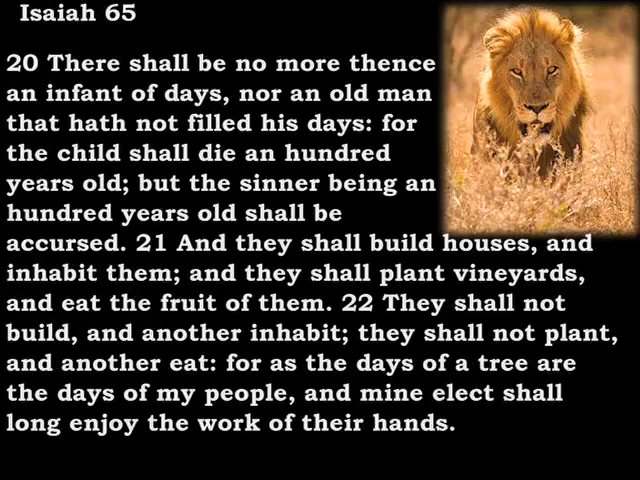 Isaiah 65
20 There shall be no more thence
an infant of days, nor an old man
that hath not filled his days: for
the child shall die an hundred
years old; but the sinner being an
hundred years old shall be
accursed. 21 And they shall build houses, and
inhabit them; and they shall plant vineyards,
and eat the fruit of them. 22 They shall not
build, and another inhabit; they shall not plant,
and another eat: for as the days of a tree are
the days of my people, and mine elect shall
long enjoy the work of their hands.